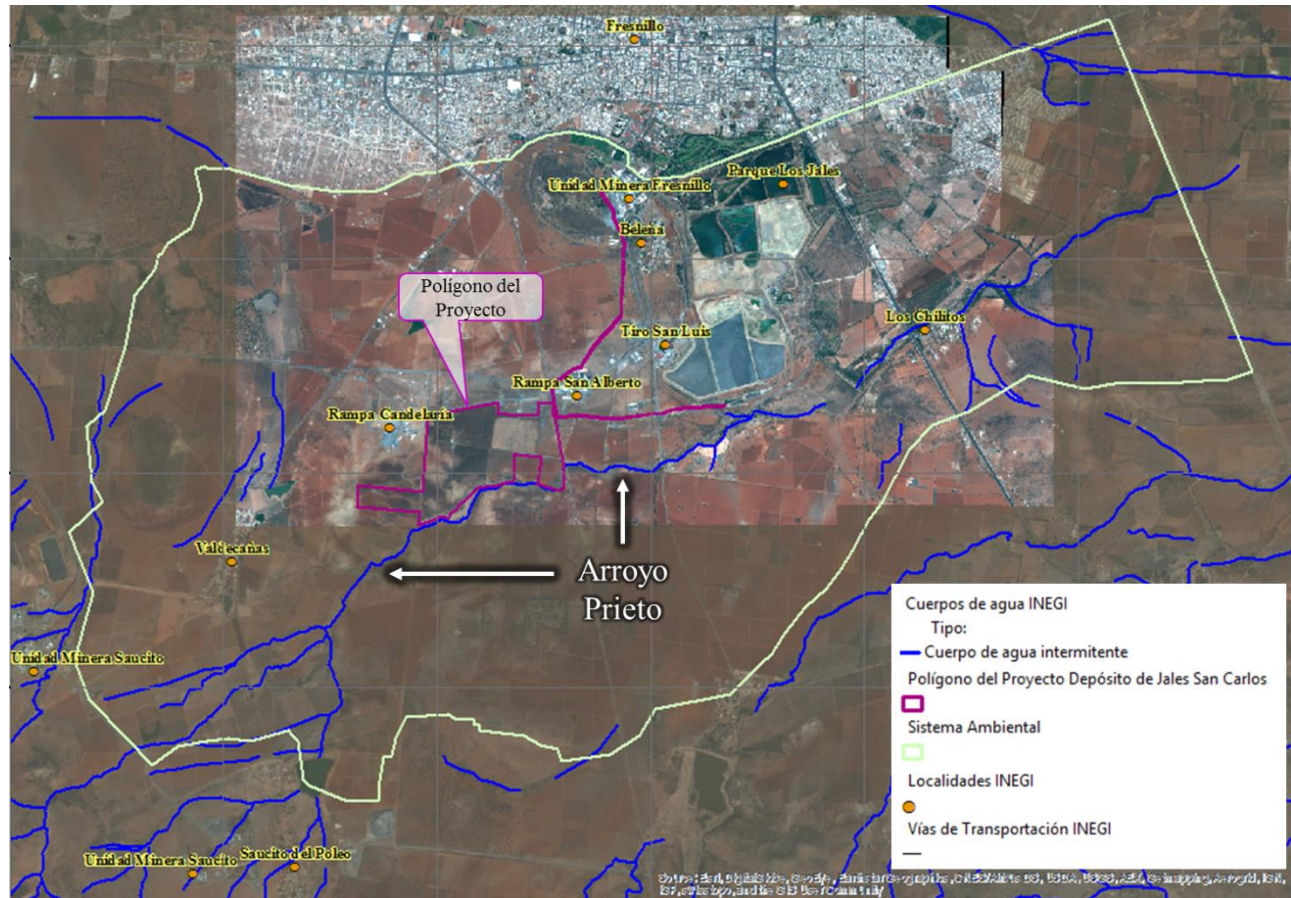 Fresnillo
Parque Los Jales
Unidad Minera Fresnillo
Beleña
Polígono del
Proyecto
Los Chilitos
Tiro San Luis
Rampa San Alberto
Rampa Candelaría
Valdecañas
Arroyo
Prieto
Unidad Minera Saucito
Unidad Minera Saucito
Saucito del Poleo
Cuerpos de agua INEGI
Tipo:
Cuerpo de agua intermitente
Polígono del Proyecto Depósito de Jales San Carlos
Sistema Ambiental
Localidades INEGI
Vías de Transportación INEGI